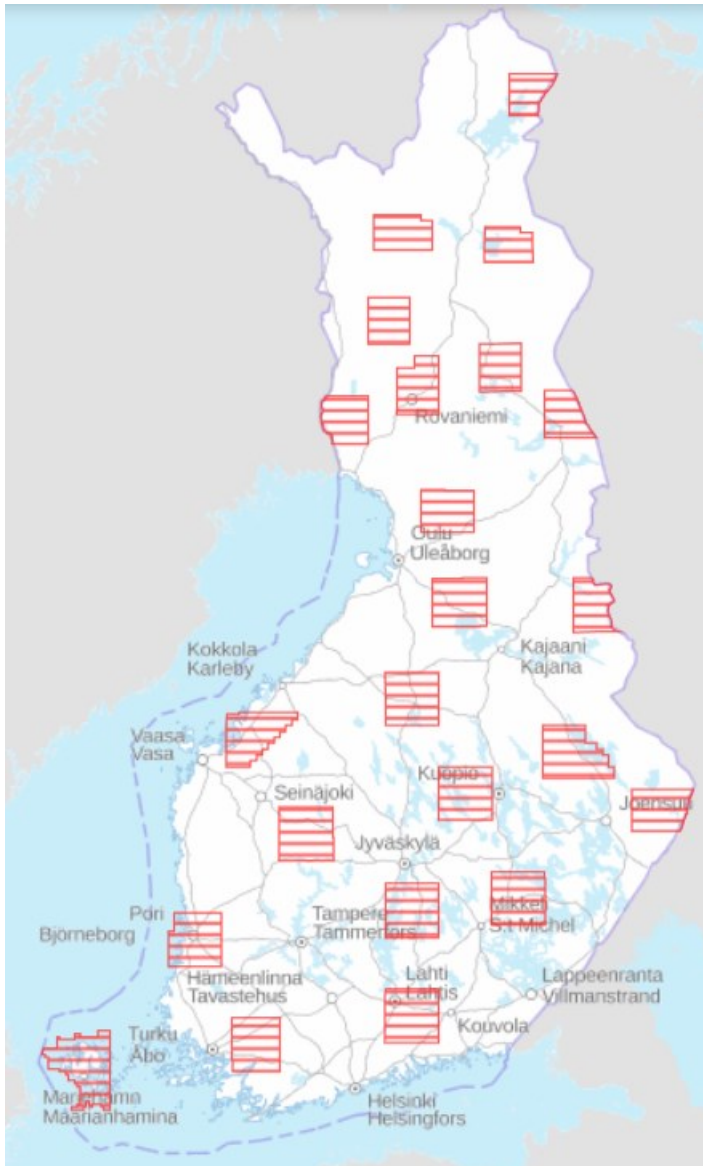 Rovaniemi
Oulu
Uleåborg
Kokkola
Karleby
Kajaani
Kajana
Vaasa
Vasa
Kuopio
Seinäjoki
Joensuu
Jyväskylä
Pori
Björneborg
Tampere
Tammerfors
Mikkeli
S:t Michel
Hämeenlinna
Tavastehus
Lahti
Lahtis
Lappeenranta
Villmanstrand
Kouvola
Turku
Åbo
Mariehamn
Maarianhamina
Helsinki
Helsingfors